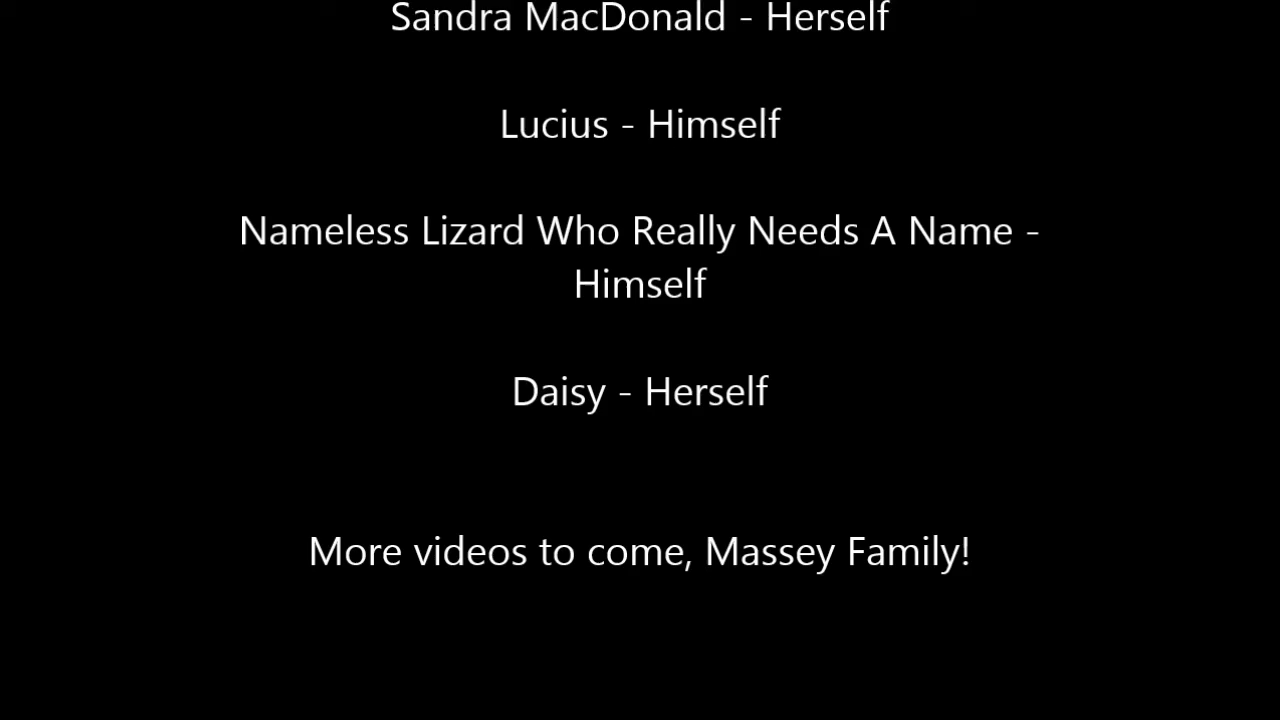 Sandra MacDonald - Herself
Lucius - Himself
Nameless Lizard Who Really Needs A Name -
Himself
Daisy - Herself
More videos to come, Massey Family!